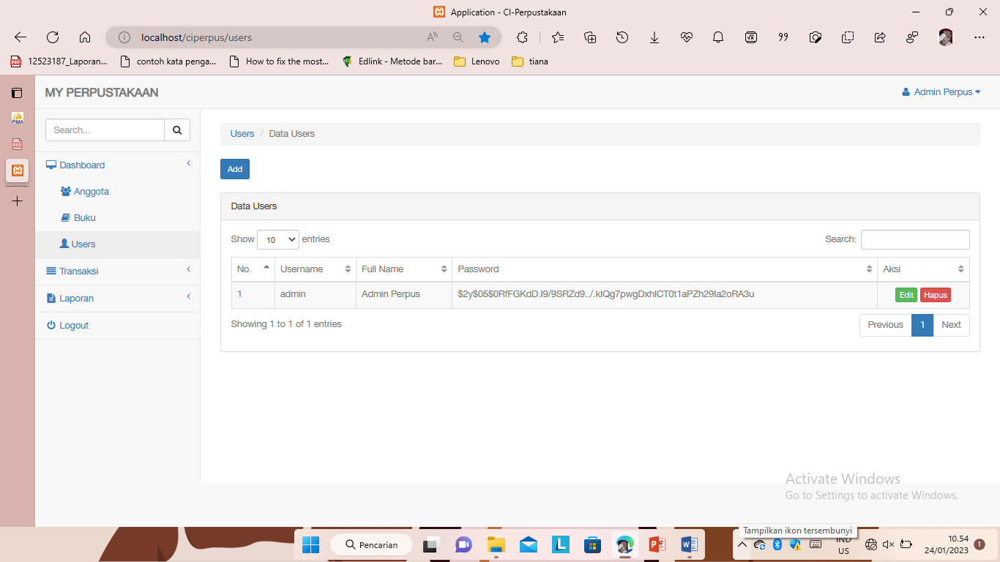 Application - CI-Perpustakaan
localhost/ciperpus/users
12523187_Laporan... contoh kata penga... How to fix the most... Edlink - Metode bar... Lenovo tiana
MY PERPUSTAKAAN Admin Perpus
Search...
Users / Data Users
Dashboard
Add
Anggota
Data Users
Buku
Show 10 entries Search:
Users
No. Username Full Name Password Aksi
Transaksi
1 admin Admin Perpus $2y$05$0RfFGKdD.I9/9SRZd9../.kIQg7pwgDxhICT0t1aPZh29Ia2oRA3u Edit Hapus
Laporan
Showing 1 to 1 of 1 entries Previous 1 Next
Logout
Activate Windows
Go to Settings to activate Windows.
Tampilkan ikon tersembunyi
Pencarian
IND
US
10.54
24/01/2023
1